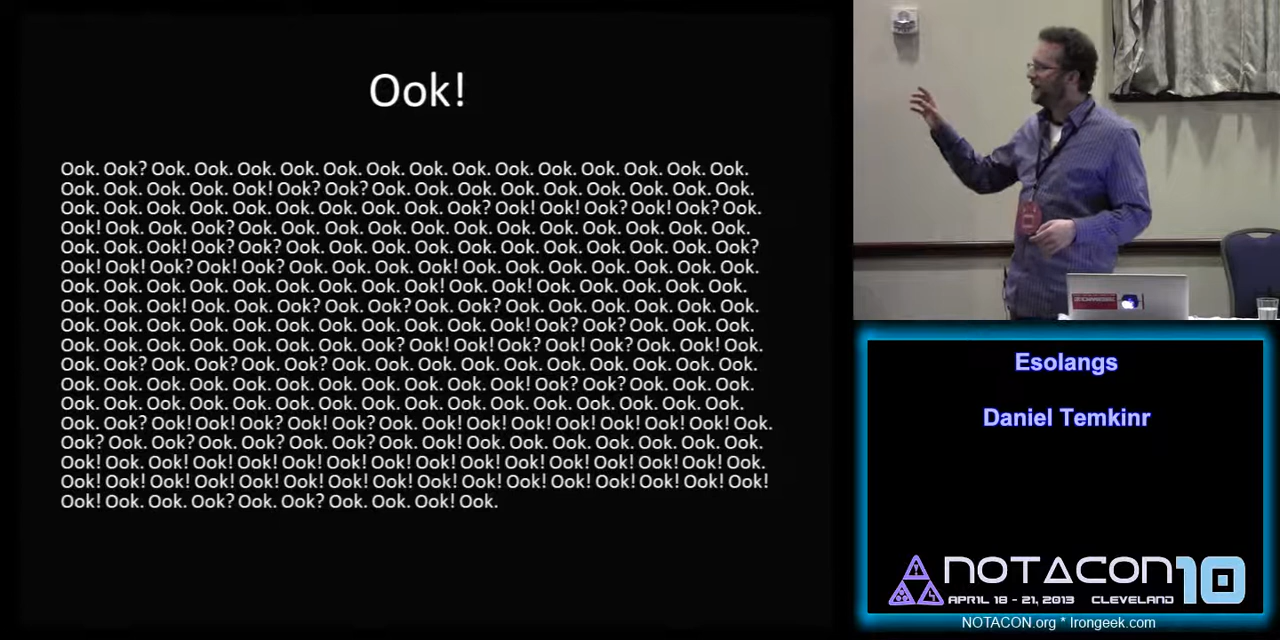 Ook!
Ook. Ook? Ook. Ook. Ook. Ook. Ook. Ook. Ook. Ook. Ook. Ook. Ook. Ook. Ook. Ook.
Ook. Ook. Ook. Ook. Ook! Ook? Ook? Ook. Ook. Ook. Ook. Ook. Ook. Ook. Ook. Ook.
Ook. Ook. Ook. Ook. Ook. Ook. Ook. Ook. Ook. Ook? Ook! Ook! Ook? Ook! Ook? Ook.
Ook! Ook. Ook. Ook? Ook. Ook. Ook. Ook. Ook. Ook. Ook. Ook. Ook. Ook. Ook. Ook.
Ook. Ook. Ook! Ook? Ook? Ook. Ook. Ook. Ook. Ook. Ook. Ook. Ook. Ook. Ook. Ook?
Ook! Ook! Ook? Ook! Ook? Ook. Ook. Ook. Ook! Ook. Ook. Ook. Ook. Ook. Ook. Ook.
Ook. Ook. Ook. Ook. Ook. Ook. Ook. Ook. Ook! Ook. Ook! Ook. Ook. Ook. Ook. Ook.
Ook. Ook. Ook! Ook. Ook. Ook? Ook. Ook? Ook. Ook? Ook. Ook. Ook. Ook. Ook. Ook.
Ook. Ook. Ook. Ook. Ook. Ook. Ook. Ook. Ook. Ook. Ook! Ook? Ook? Ook. Ook. Ook.
Ook. Ook. Ook. Ook. Ook. Ook. Ook. Ook? Ook! Ook! Ook? Ook! Ook? Ook. Ook! Ook.
Ook. Ook? Ook. Ook? Ook. Ook? Ook. Ook. Ook. Ook. Ook. Ook. Ook. Ook. Ook. Ook.
Ook. Ook. Ook. Ook. Ook. Ook. Ook. Ook. Ook. Ook. Ook! Ook? Ook? Ook. Ook. Ook.
Ook. Ook. Ook. Ook. Ook. Ook. Ook. Ook. Ook. Ook. Ook. Ook. Ook. Ook. Ook. Ook.
Ook. Ook? Ook! Ook! Ook? Ook! Ook? Ook. Ook! Ook! Ook! Ook! Ook! Ook! Ook! Ook.
Ook? Ook. Ook? Ook. Ook? Ook. Ook? Ook. Ook! Ook. Ook. Ook. Ook. Ook. Ook. Ook.
Ook! Ook. Ook! Ook! Ook! Ook! Ook! Ook! Ook! Ook! Ook! Ook! Ook! Ook! Ook! Ook.
Ook! Ook! Ook! Ook! Ook! Ook! Ook! Ook! Ook! Ook! Ook! Ook! Ook! Ook! Ook! Ook!
Ook! Ook. Ook. Ook? Ook. Ook? Ook. Ook. Ook! Ook.
Esolangs
Daniel Temkinr
NOTACON 10
APRIL 18 - 21, 2013 CLEVELAND
NOTACON.org * Irongeek.com